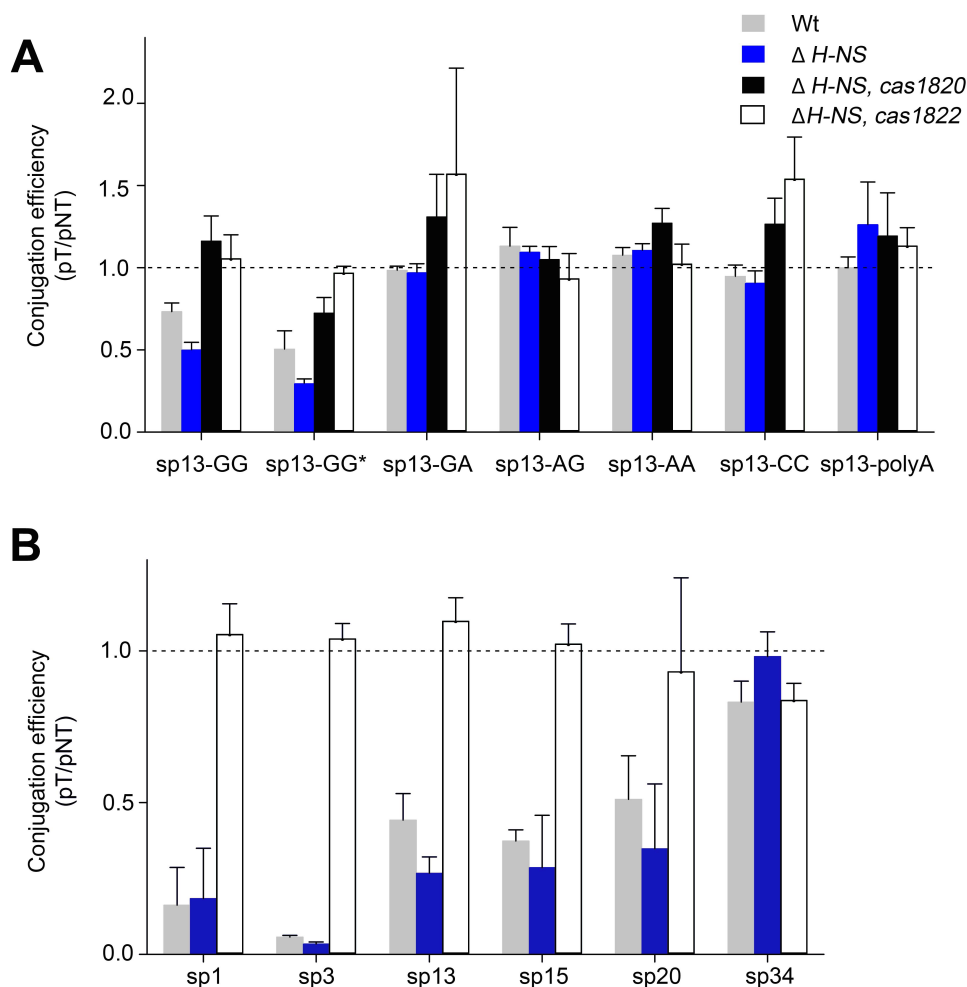 A
Wt
Δ H-NS
Δ H-NS, cas1820
ΔH-NS, cas1822
Conjugation efficiency
(pT/pNT)
2.0
1.5
1.0
0.5
0.0
sp13-GG sp13-GG* sp13-GA sp13-AG sp13-AA sp13-CC sp13-polyA
B
Conjugation efficiency
(pT/pNT)
1.0
0.5
0.0
sp1 sp3 sp13 sp15 sp20 sp34